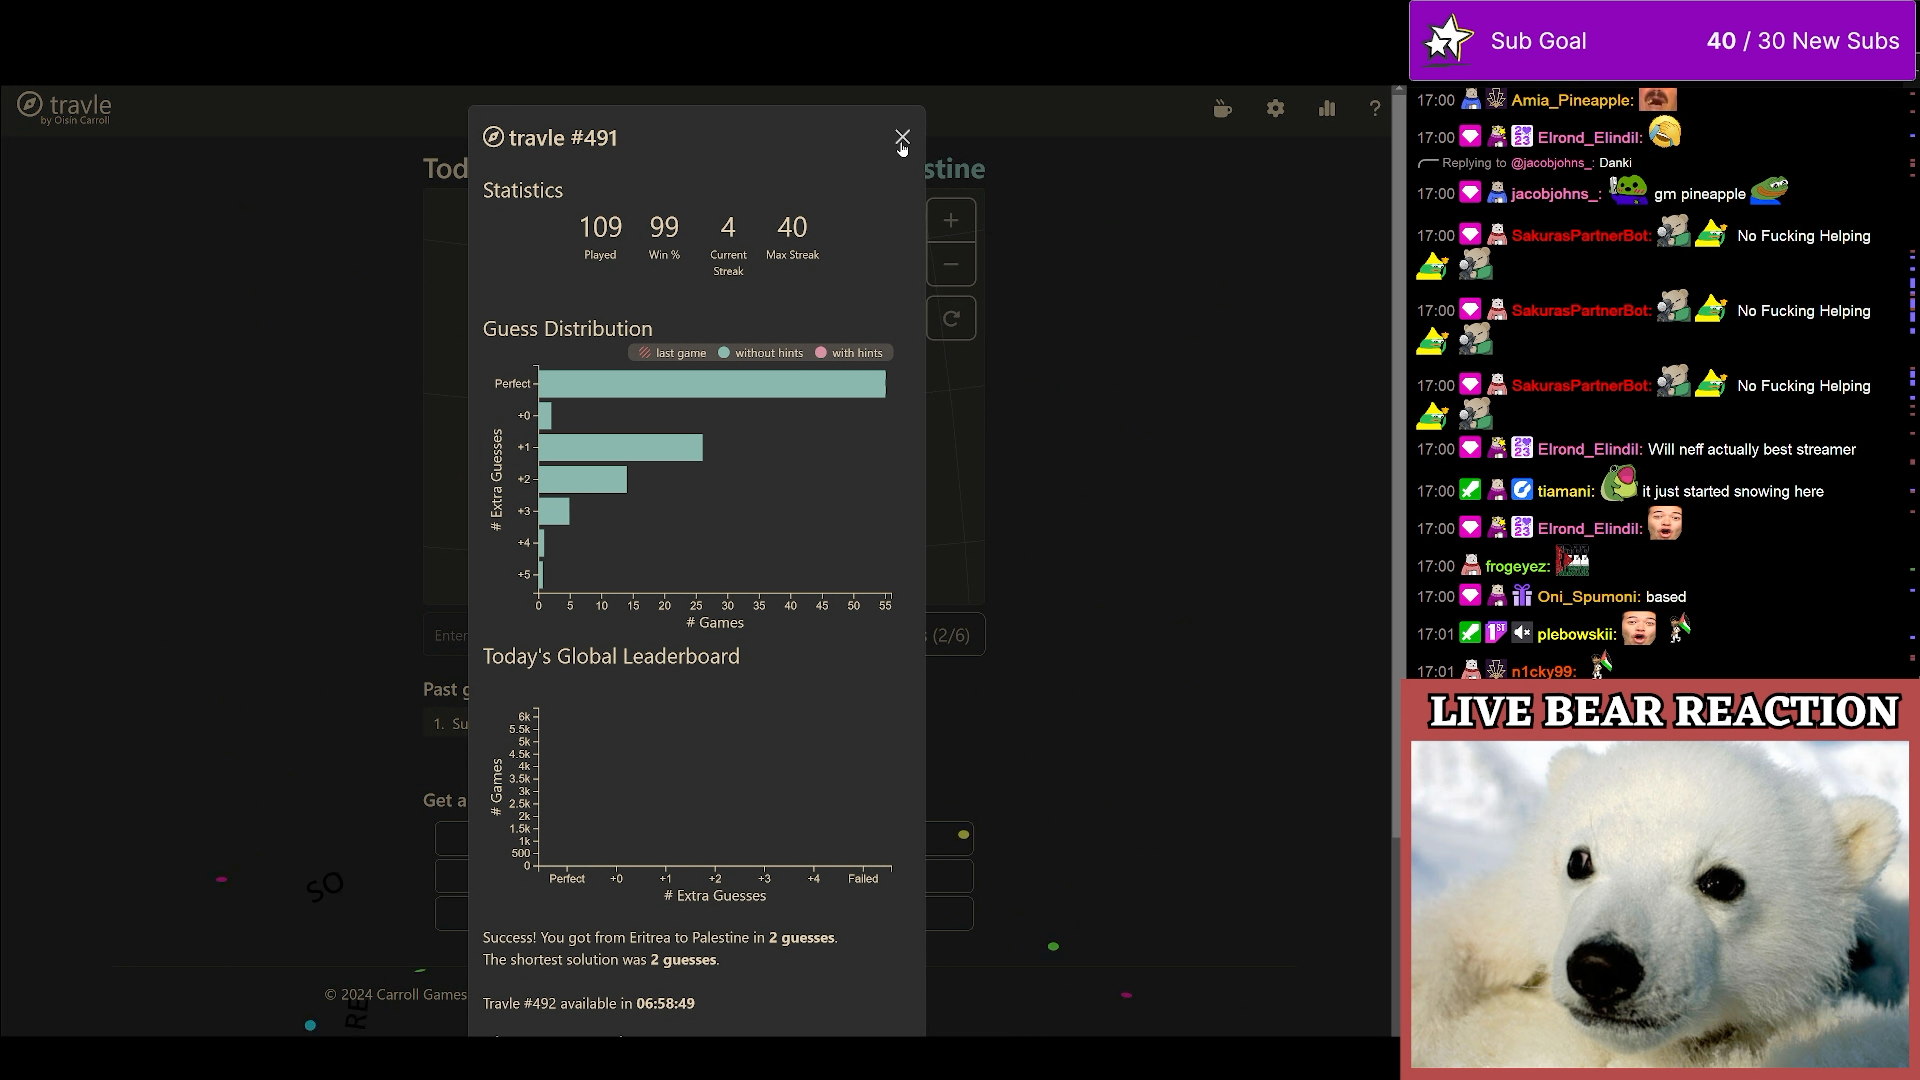 travle
by Oisin Carroll
?
Tod
stine
travle #491
Statistics
109 99 4 40
Played Win % Current Streak Max Streak
Guess Distribution
last game without hints with hints
Perfect
+0
+1
+2
+3
+4
+5
# Extra Guesses
0 5 10 15 20 25 30 35 40 45 50 55
# Games
Enter
(2/6)
Today's Global Leaderboard
Past g
1. Su
6k
5.5k
5k
4.5k
4k
3.5k
3k
2.5k
2k
1.5k
1k
500
0
# Games
Perfect +0 +1 +2 +3 +4 Failed
# Extra Guesses
Get a
SO
RE
Success! You got from Eritrea to Palestine in 2 guesses.
The shortest solution was 2 guesses.
Travle #492 available in 06:58:49
© 2024 Carroll Games
Sub Goal 40 / 30 New Subs
17:00 Amia_Pineapple:
17:00 Elrond_Elindil:
Replying to @jacobjohns_: Danki
17:00 jacobjohns_: gm pineapple
17:00 SakurasPartnerBot: No Fucking Helping
17:00 SakurasPartnerBot: No Fucking Helping
17:00 SakurasPartnerBot: No Fucking Helping
17:00 Elrond_Elindil: Will neff actually best streamer
17:00 tiamani: it just started snowing here
17:00 Elrond_Elindil:
17:00 frogeyez:
17:00 Oni_Spumoni: based
17:01 plebowskii:
17:01 n1cky99:
LIVE BEAR REACTION